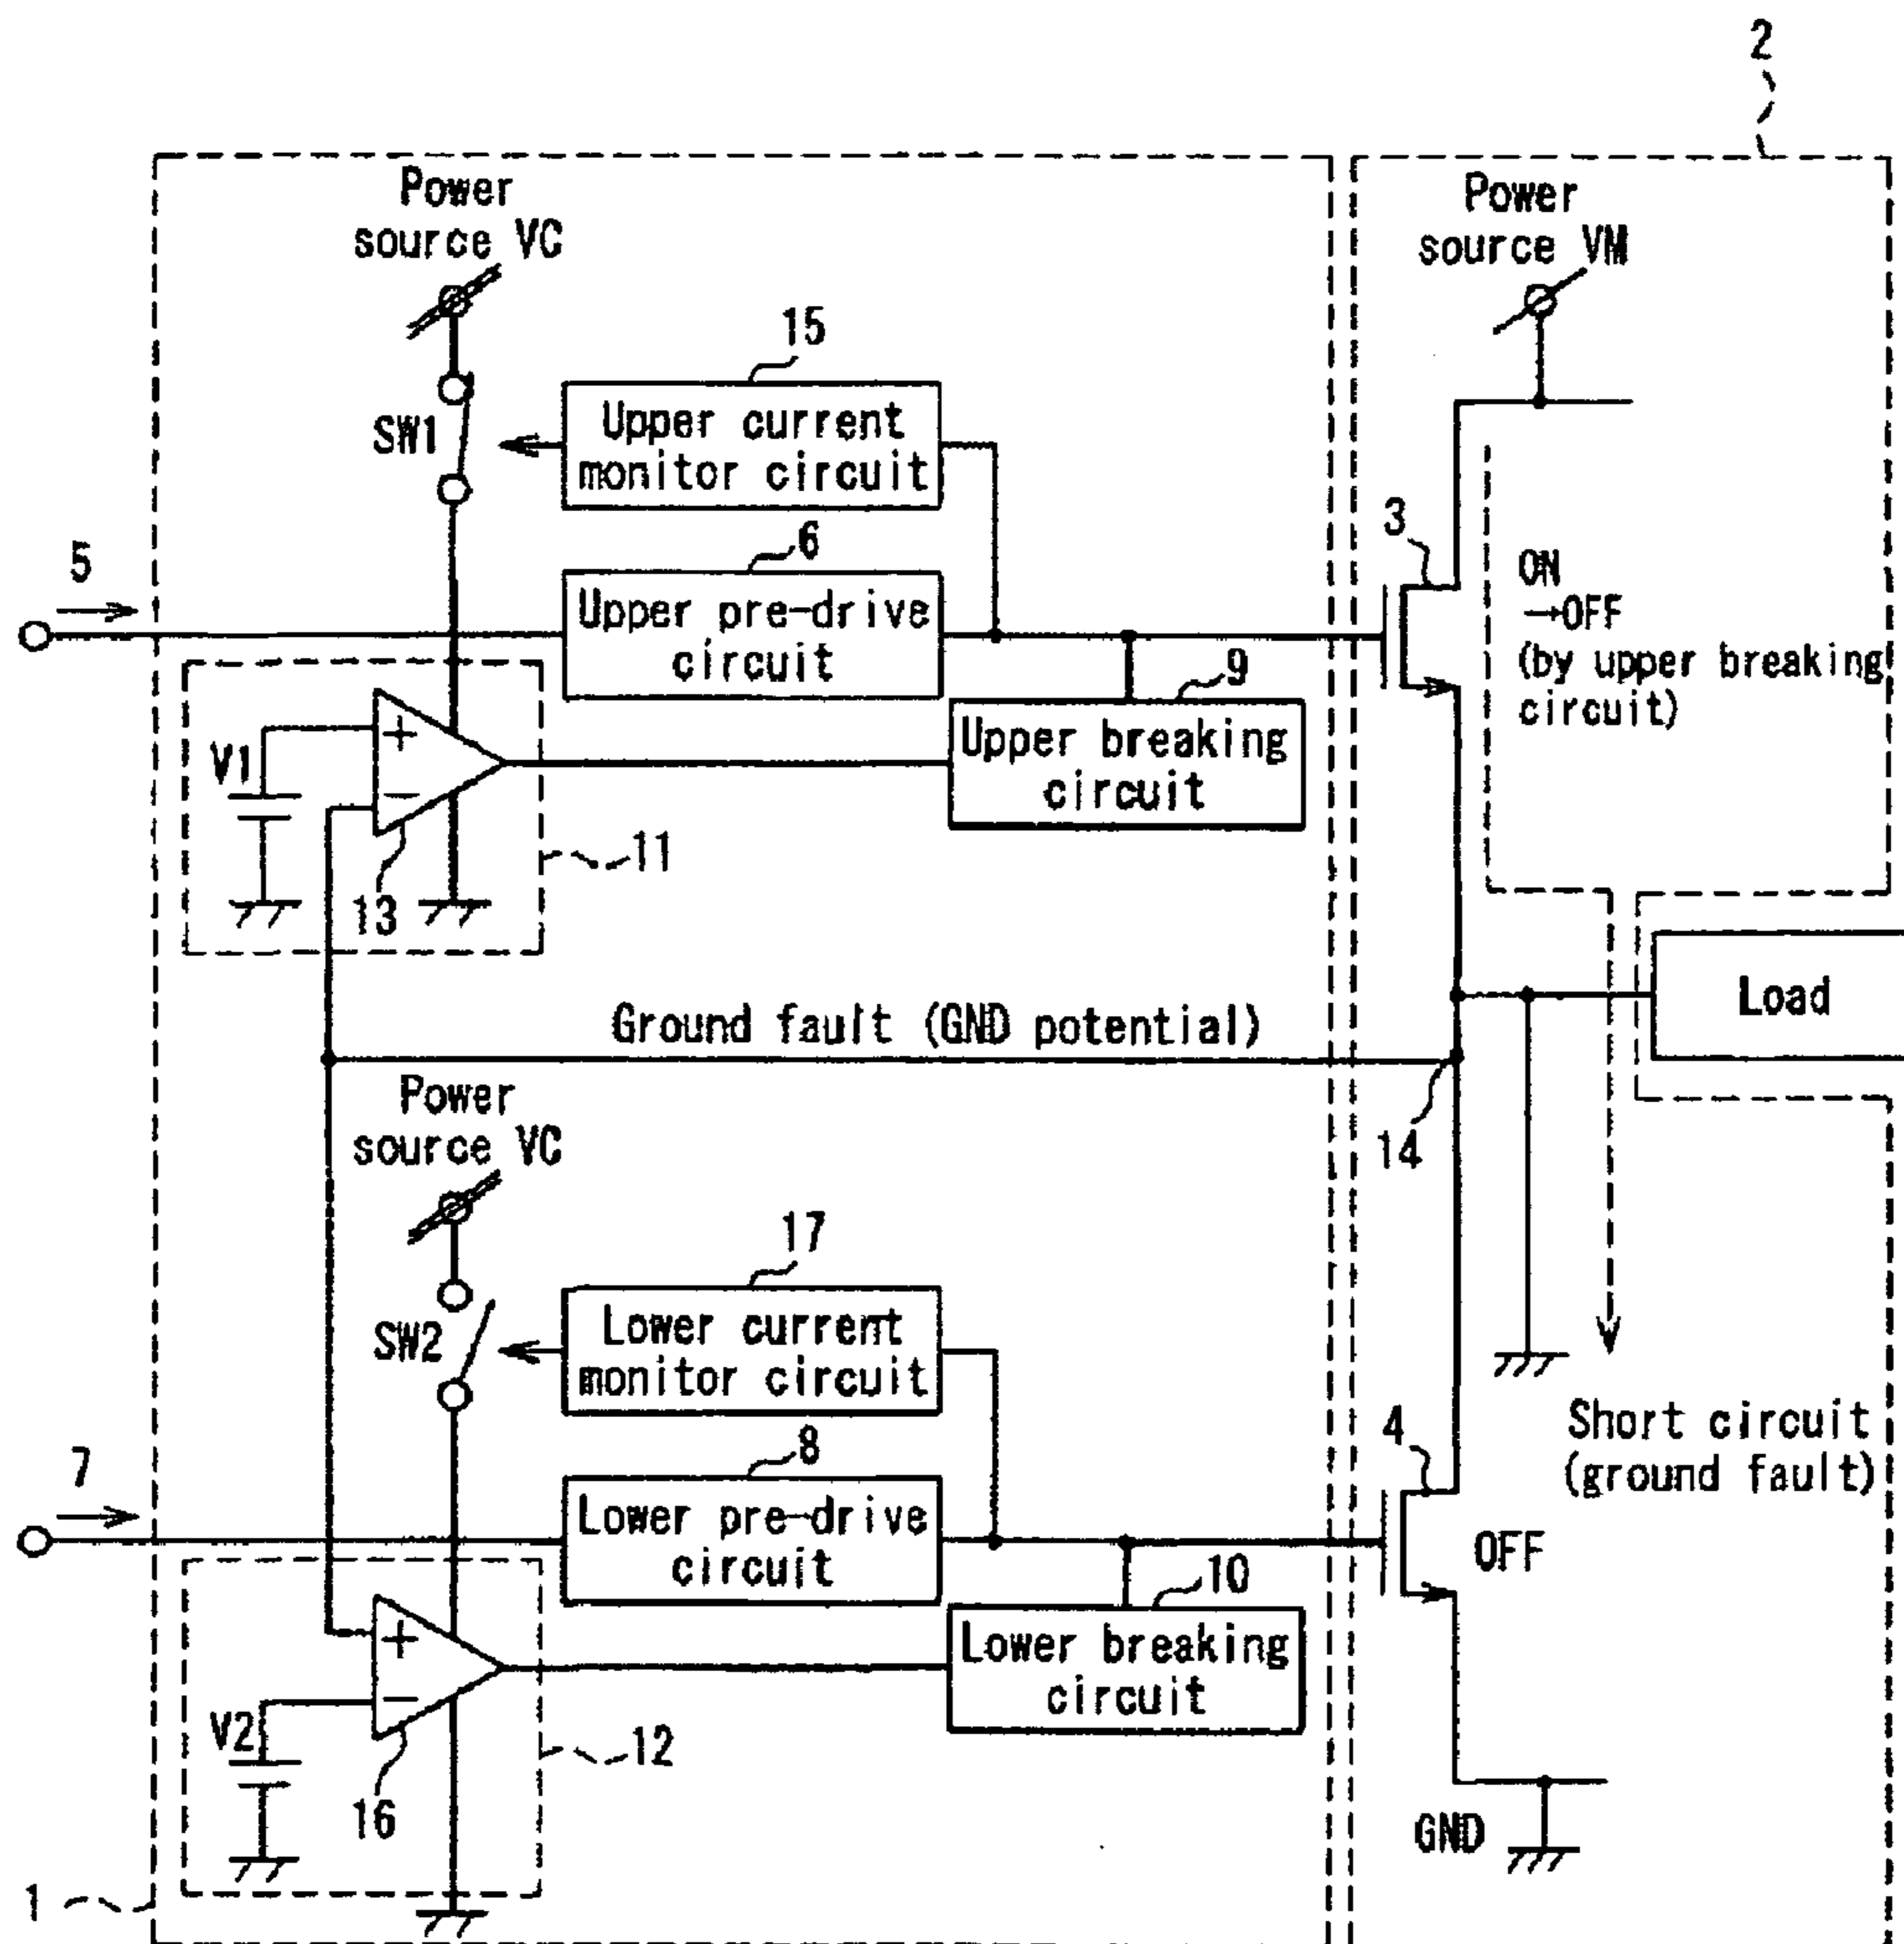 2
Power
source VC
Power
source VM
15
Upper current
monitor circuit
SW1
3
5
6
Upper pre-drive
circuit
ON
→OFF
(by upper breaking
circuit)
9
Upper breaking
circuit
V1
+
−
11
13
Load
Ground fault (GND potential)
14
Power
source VC
17
Lower current
monitor circuit
SW2
Short circuit
(ground fault)
4
7
8
Lower pre-drive
circuit
OFF
10
Lower breaking
circuit
+
−
V2
12
16
GND
1